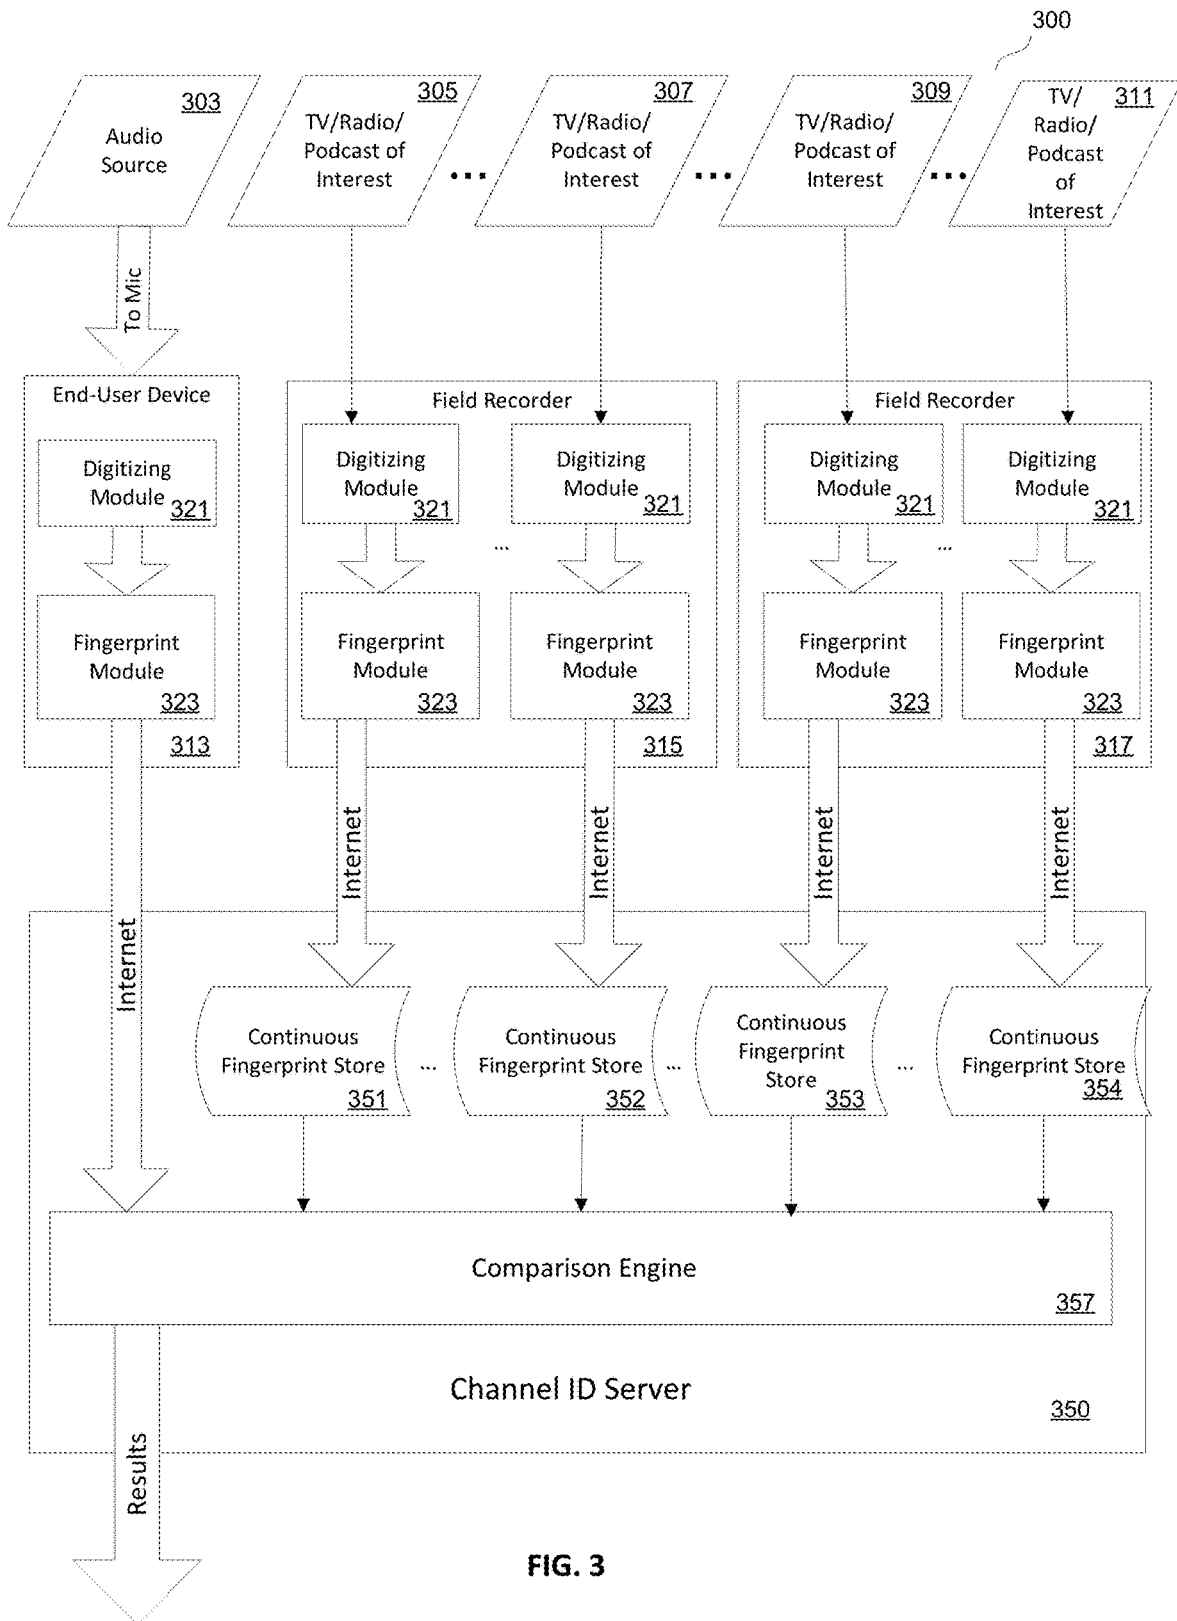 300
303
Audio
Source
305
TV/Radio/
Podcast of
Interest
...
307
TV/Radio/
Podcast of
Interest
...
309
TV/Radio/
Podcast of
Interest
...
311
TV/
Radio/
Podcast
of
Interest
To Mic
End-User Device
Digitizing
Module
321
Fingerprint
Module
323
313
Field Recorder
Digitizing
Module
321
Digitizing
Module
321
...
Fingerprint
Module
323
Fingerprint
Module
323
315
Field Recorder
Digitizing
Module
321
Digitizing
Module
321
...
Fingerprint
Module
323
Fingerprint
Module
323
317
Internet
Internet
Internet
Internet
Internet
Continuous
Fingerprint Store
351
...
Continuous
Fingerprint Store
352
...
Continuous
Fingerprint
Store
353
...
Continuous
Fingerprint Store
354
Comparison Engine
357
Channel ID Server
350
Results
FIG. 3